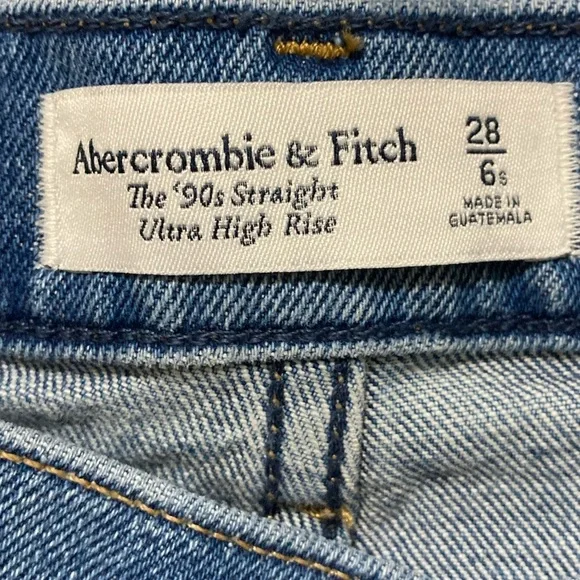 Abercrombie & Fitch
The '90s Straight
Ultra High Rise
28
6s
MADE IN
GUATEMALA